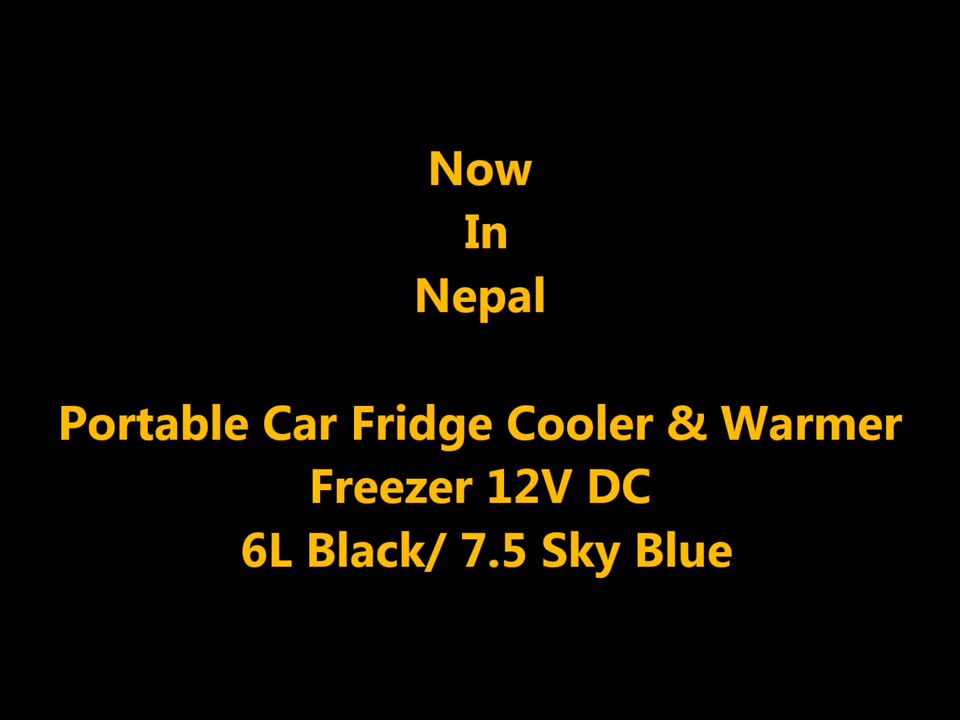 Now
In
Nepal
Portable Car Fridge Cooler & Warmer
Freezer 12V DC
6L Black/ 7.5 Sky Blue